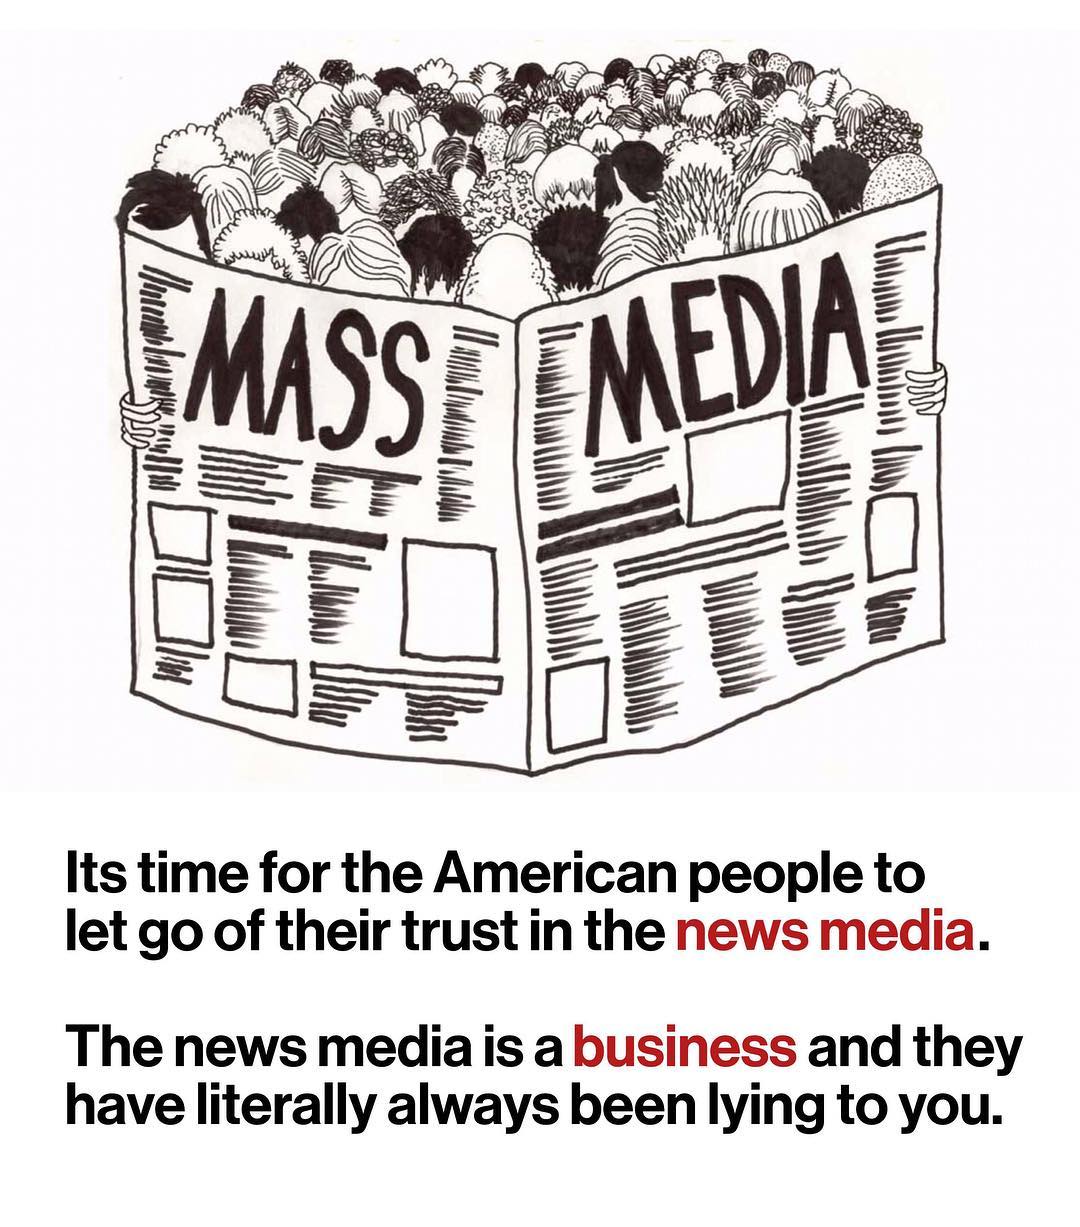 MASS MEDIA
Its time for the American people to
let go of their trust in the news media.
The news media is a business and they
have literally always been lying to you.